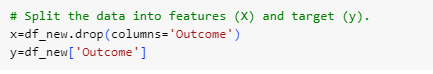 # Split the data into features (X) and target (y).
x=df_new.drop(columns='Outcome')
y=df_new['Outcome']